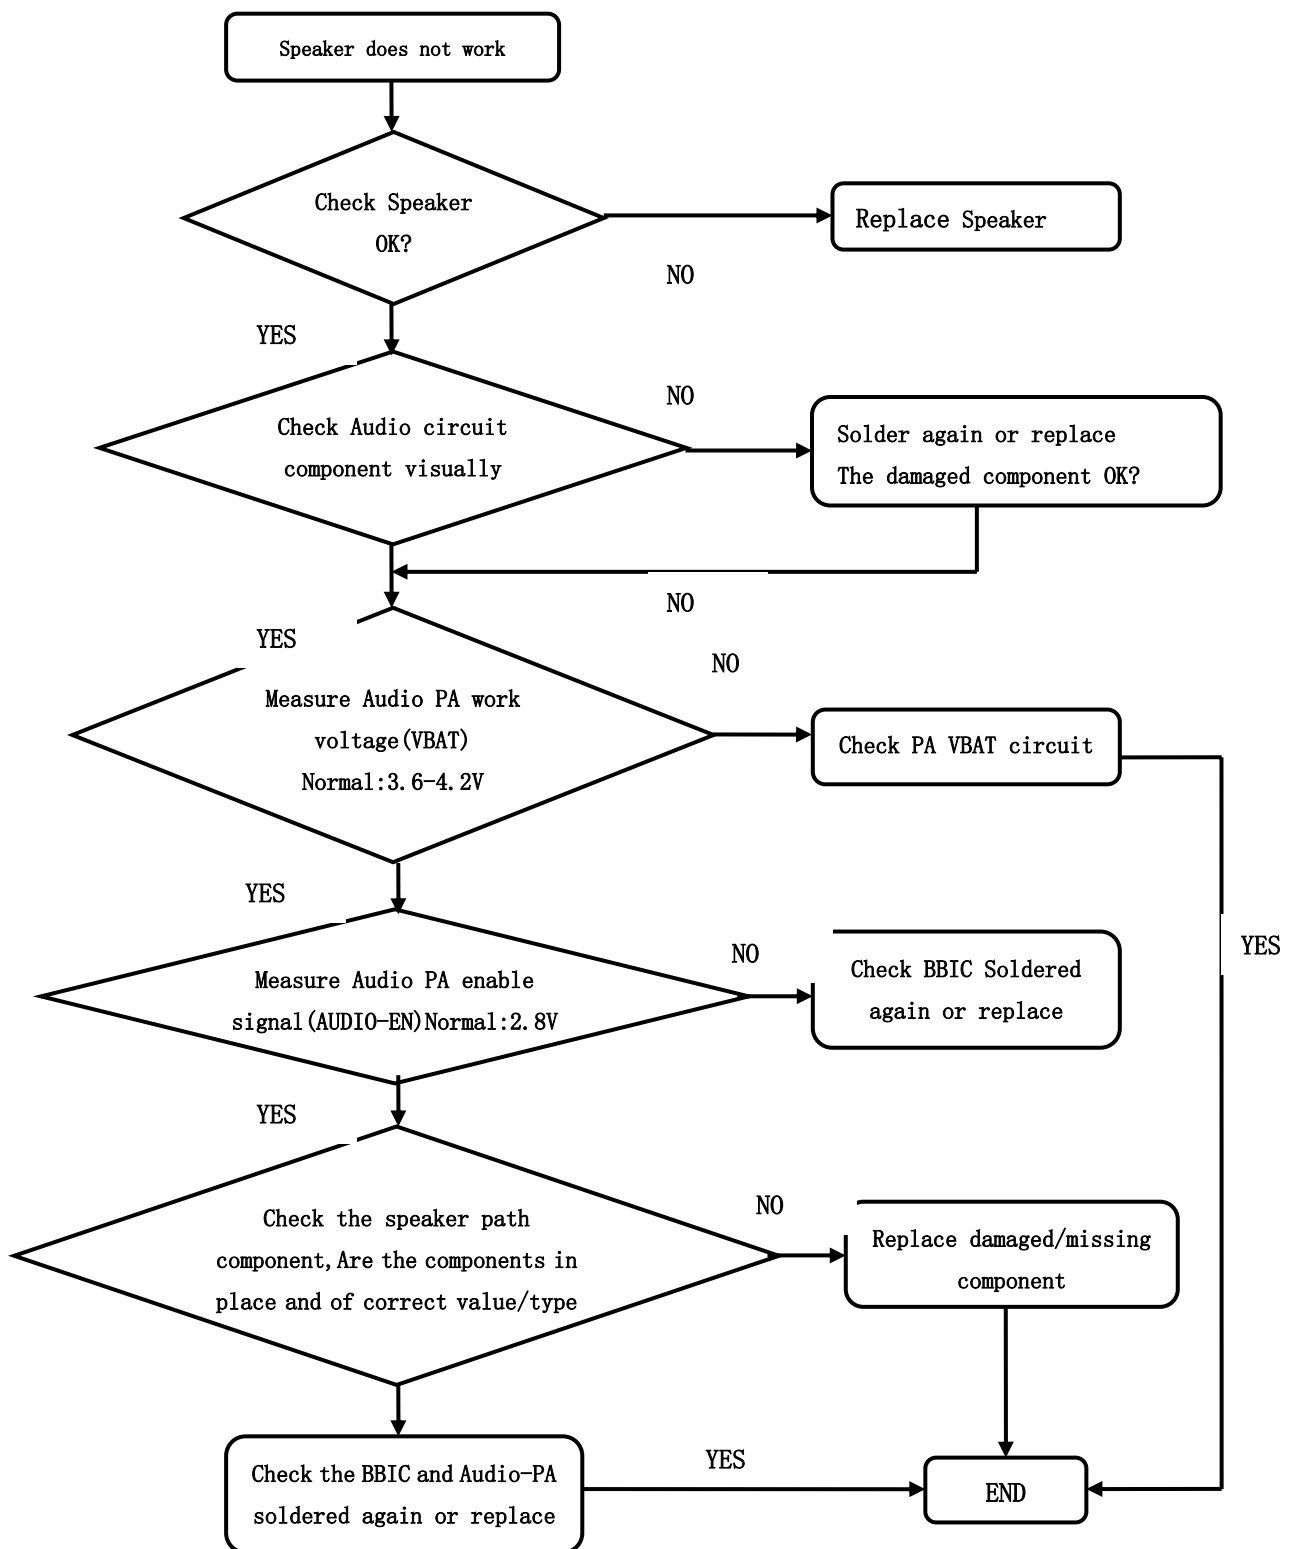 Speaker does not work
Check Speaker
OK?
Replace Speaker
NO
YES
NO
Check Audio circuit
component visually
Solder again or replace
The damaged component OK?
NO
YES
NO
Measure Audio PA work
voltage(VBAT)
Normal:3.6-4.2V
Check PA VBAT circuit
YES
YES
NO
Measure Audio PA enable
signal(AUDIO-EN)Normal:2.8V
Check BBIC Soldered
again or replace
YES
NO
Check the speaker path
component,Are the components in
place and of correct value/type
Replace damaged/missing
component
Check the BBIC and Audio-PA
soldered again or replace
YES
END